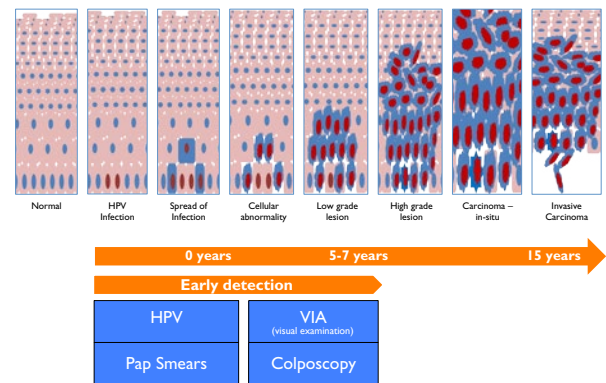 Normal
HPV
Infection
Spread of
Infection
Cellular
abnormality
Low grade
lesion
High grade
lesion
Carcinoma –
in-situ
Invasive
Carcinoma
0 years
5-7 years
15 years
Early detection
HPV
VIA
(visual examination)
Pap Smears
Colposcopy